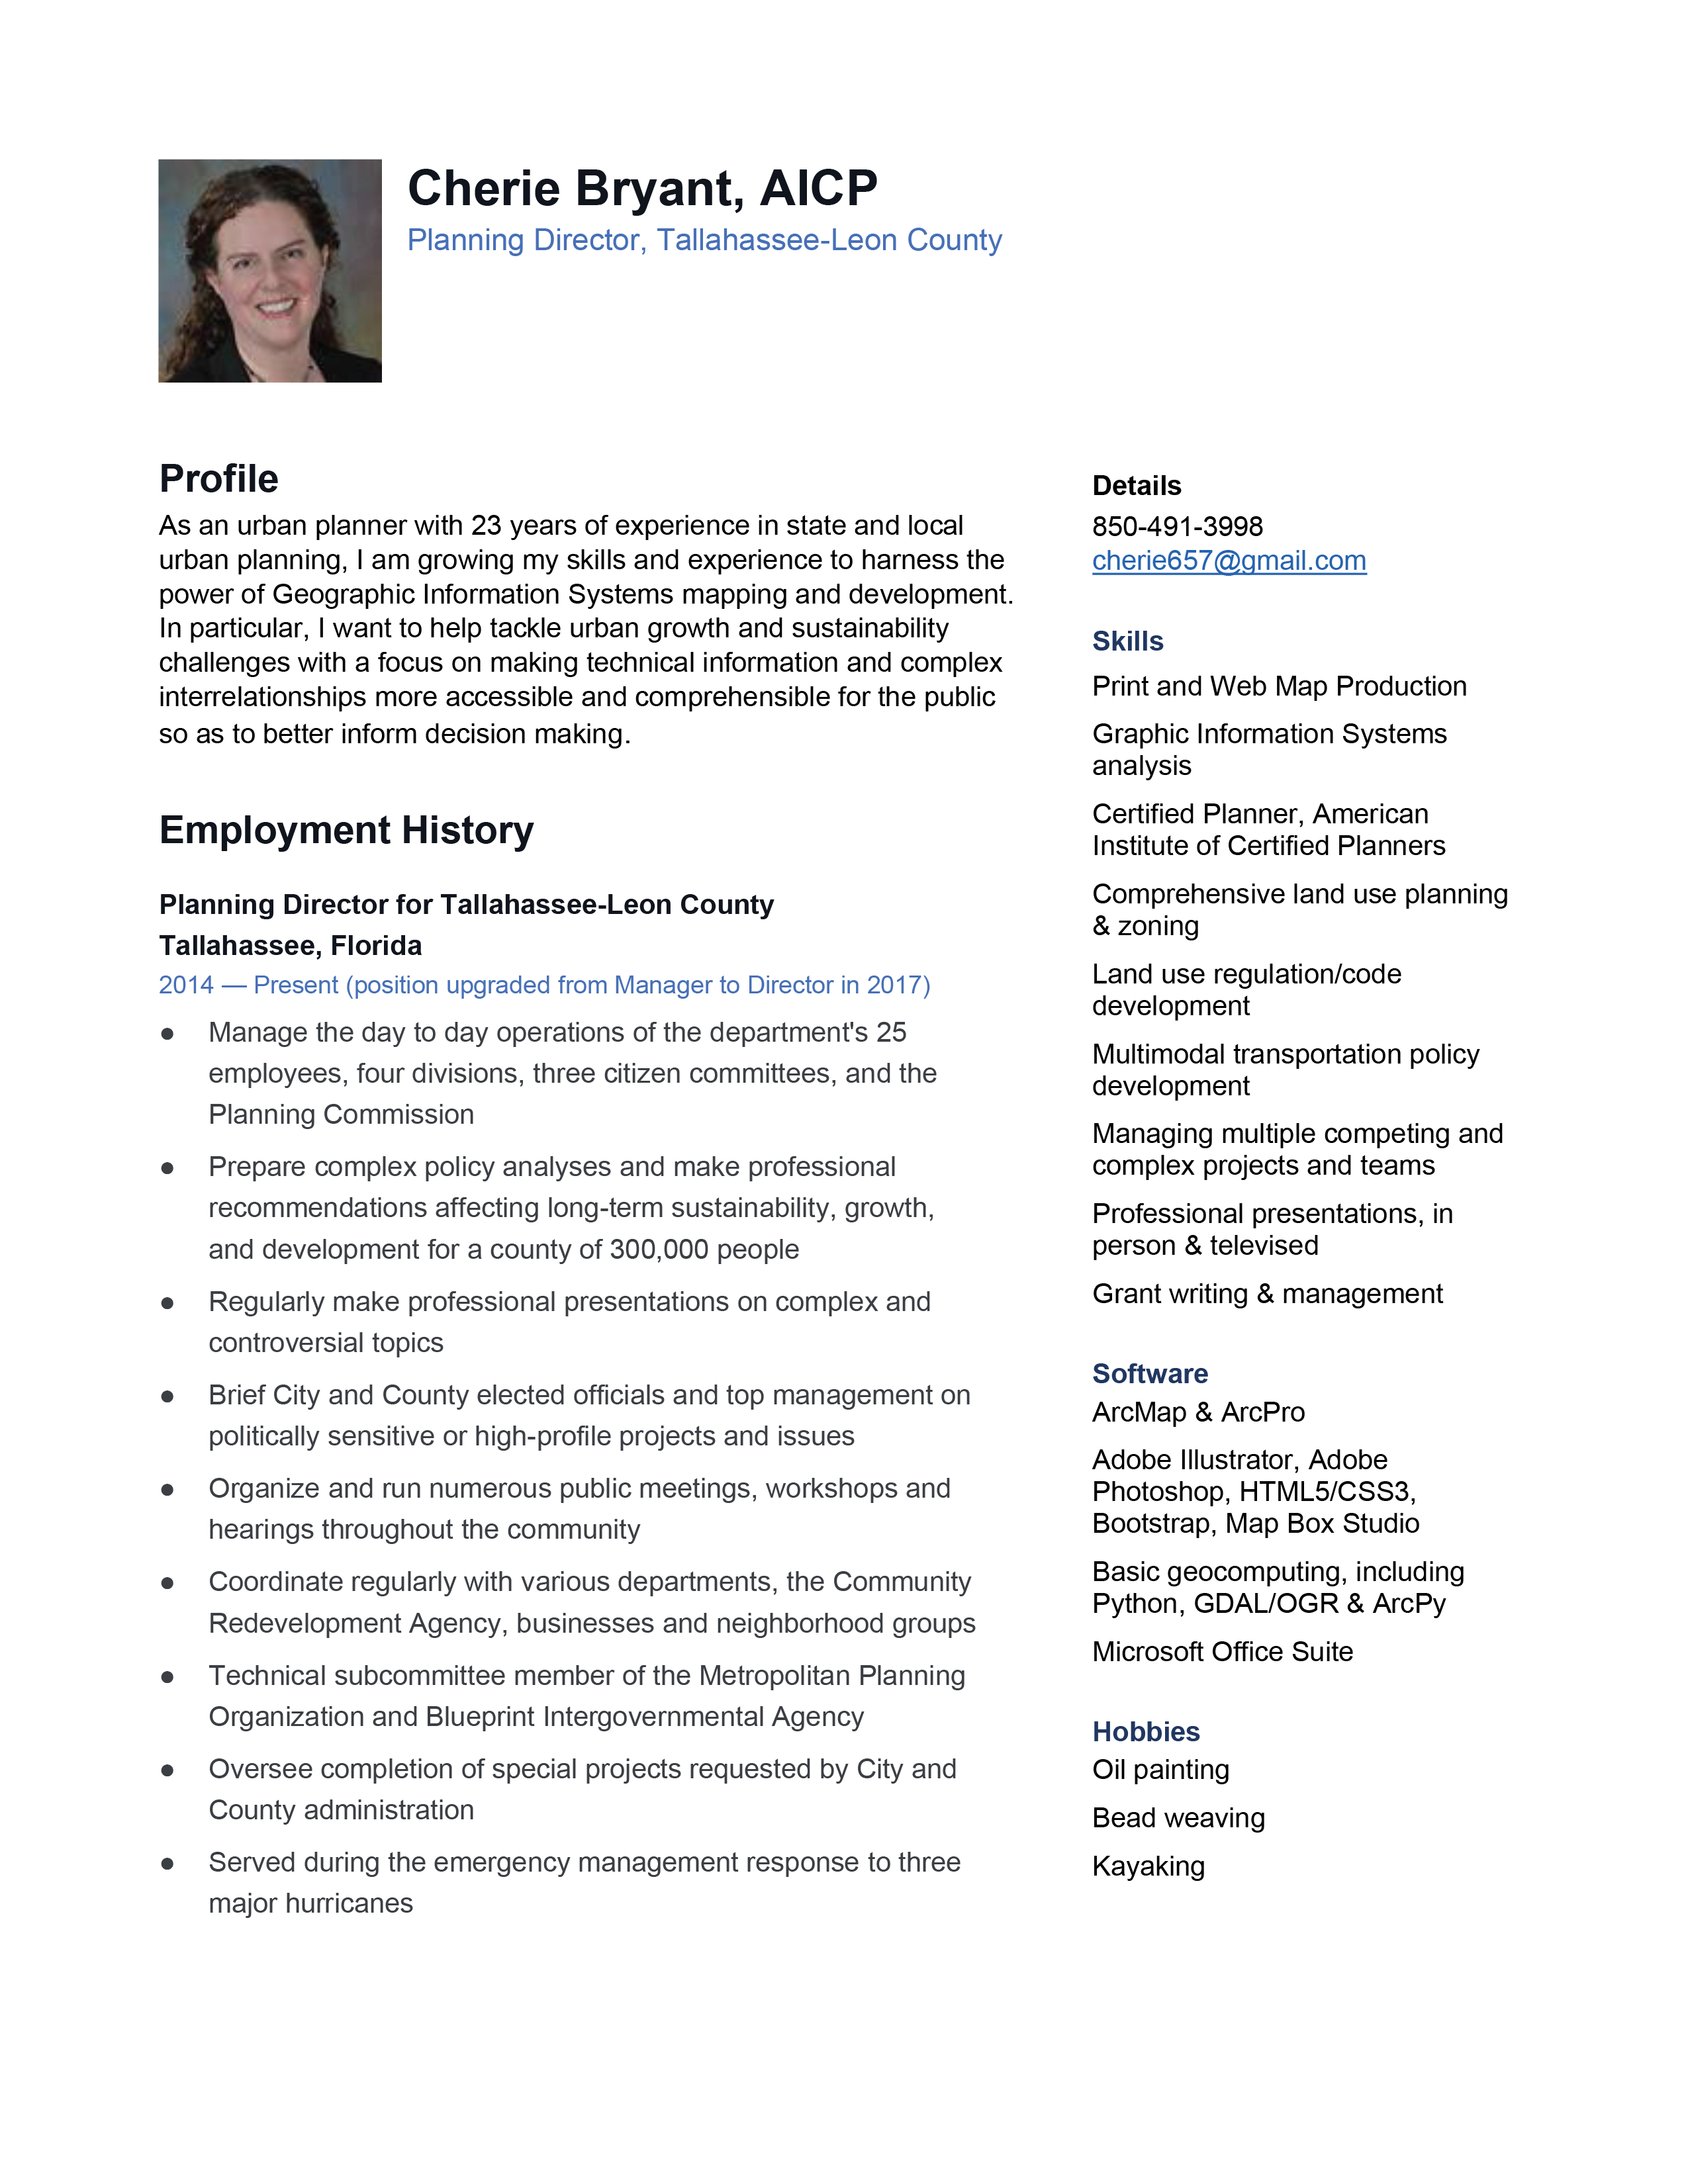 Cherie Bryant, AICP
Planning Director, Tallahassee-Leon County
Profile
As an urban planner with 23 years of experience in state and local
urban planning, I am growing my skills and experience to harness the
power of Geographic Information Systems mapping and development.
In particular, I want to help tackle urban growth and sustainability
challenges with a focus on making technical information and complex
interrelationships more accessible and comprehensible for the public
so as to better inform decision making.
Employment History
Planning Director for Tallahassee-Leon County
Tallahassee, Florida
2014 — Present (position upgraded from Manager to Director in 2017)
● Manage the day to day operations of the department's 25
employees, four divisions, three citizen committees, and the
Planning Commission
● Prepare complex policy analyses and make professional
recommendations affecting long-term sustainability, growth,
and development for a county of 300,000 people
● Regularly make professional presentations on complex and
controversial topics
● Brief City and County elected officials and top management on
politically sensitive or high-profile projects and issues
● Organize and run numerous public meetings, workshops and
hearings throughout the community
● Coordinate regularly with various departments, the Community
Redevelopment Agency, businesses and neighborhood groups
● Technical subcommittee member of the Metropolitan Planning
Organization and Blueprint Intergovernmental Agency
● Oversee completion of special projects requested by City and
County administration
● Served during the emergency management response to three
major hurricanes
Details
850-491-3998
cherie657@gmail.com
Skills
Print and Web Map Production
Graphic Information Systems
analysis
Certified Planner, American
Institute of Certified Planners
Comprehensive land use planning
& zoning
Land use regulation/code
development
Multimodal transportation policy
development
Managing multiple competing and
complex projects and teams
Professional presentations, in
person & televised
Grant writing & management
Software
ArcMap & ArcPro
Adobe Illustrator, Adobe
Photoshop, HTML5/CSS3,
Bootstrap, Map Box Studio
Basic geocomputing, including
Python, GDAL/OGR & ArcPy
Microsoft Office Suite
Hobbies
Oil painting
Bead weaving
Kayaking